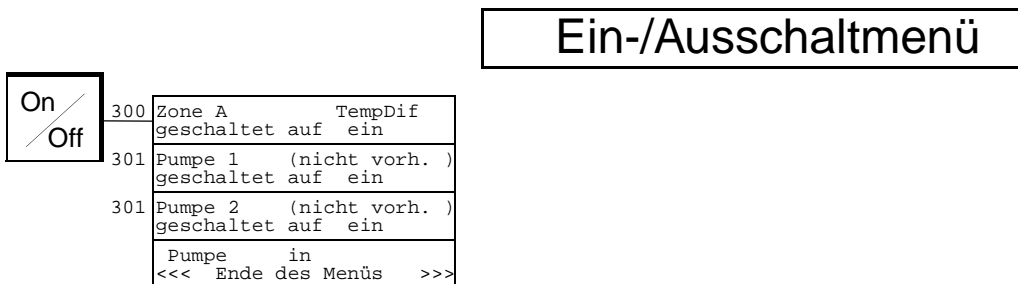 Ein-/Ausschaltmenü
On
Off
300 Zone A TempDif
geschaltet auf ein
301 Pumpe 1 (nicht vorh. )
geschaltet auf ein
301 Pumpe 2 (nicht vorh. )
geschaltet auf ein
Pumpe in
<<< Ende des Menüs >>>